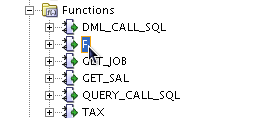 Functions
DML_CALL_SQL
F
GET_JOB
GET_SAL
QUERY_CALL_SQL
TAX